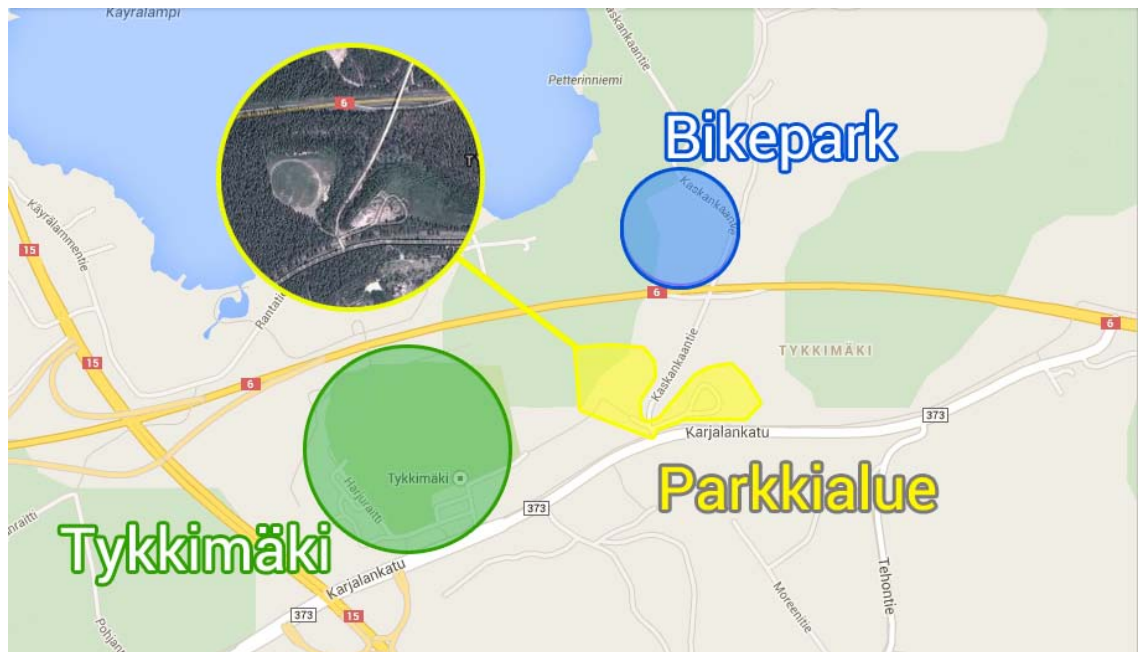 Käyrälampi
Kaskankaantie
Petterinniemi
6
Bikepark
Kaskankaantie
Käyrälammentie
15
Rantatie
6
6
TYKKIMÄKI
15
6
Kaskankaantie
373
Karjalankatu
Tykkimäki
Harjuraitti
Parkkialue
373
Tykkimäki
Karjalankatu
Tehontie
Moreenitie
373
15